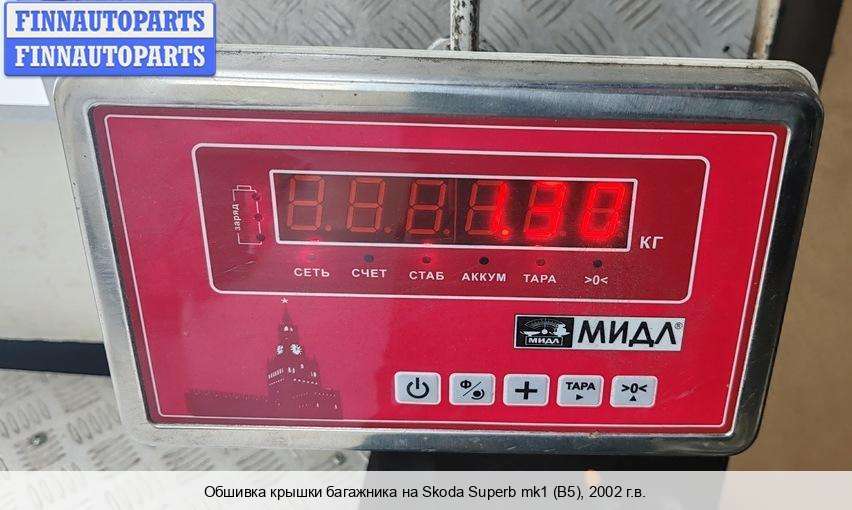 FINNAUTOPARTS
FINNAUTOPARTS
заряд
1.30
КГ
СЕТЬ СЧЕТ СТАБ АККУМ ТАРА >0<
МИДЛ МИДЛ®
Ф ТАРА >0<
Обшивка крышки багажника на Skoda Superb mk1 (B5), 2002 г.в.